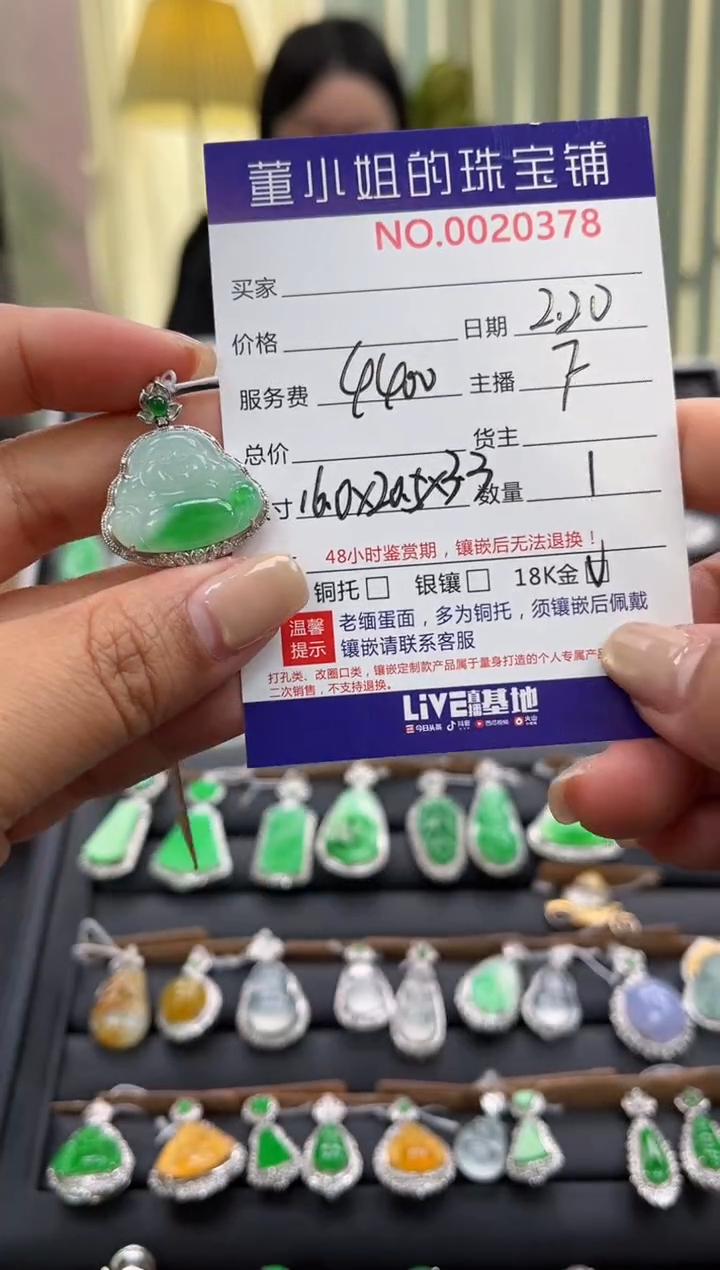 董小姐的珠宝铺
NO.0020378
买家
价格 日期 2.20
服务费 4400 主播 7
总价 货主
寸 16.0x20.5x3.3 数量 1
48小时鉴赏期，镶嵌后无法退换！
铜托□ 银镶□ 18K金☑
温馨提示 老缅蛋面，多为铜托，须镶嵌后佩戴
镶嵌请联系客服
打孔类、改圈口类，镶嵌定制款产品属于量身打造的个人专属产品
二次销售，不支持退换。
LiVE直播基地
今日头条 抖音 西瓜视频 火山